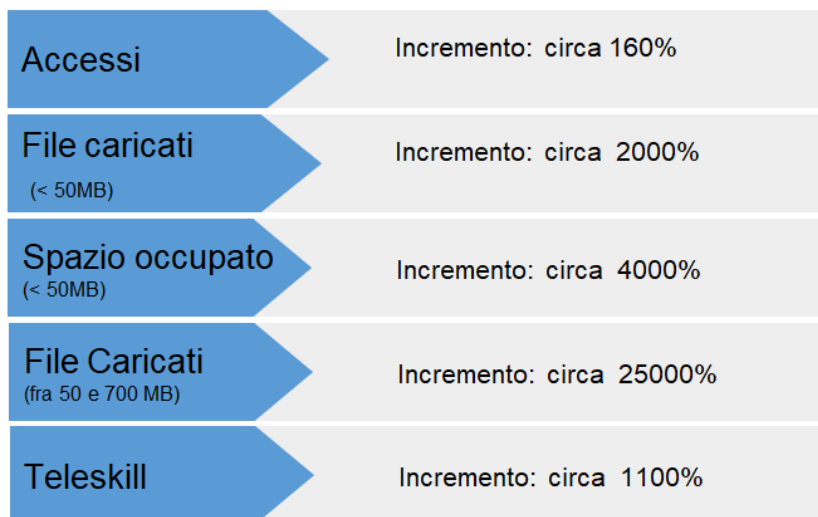 Accessi
Incremento: circa 160%
File caricati
(< 50MB)
Incremento: circa 2000%
Spazio occupato
(< 50MB)
Incremento: circa 4000%
File Caricati
(fra 50 e 700 MB)
Incremento: circa 25000%
Teleskill
Incremento: circa 1100%